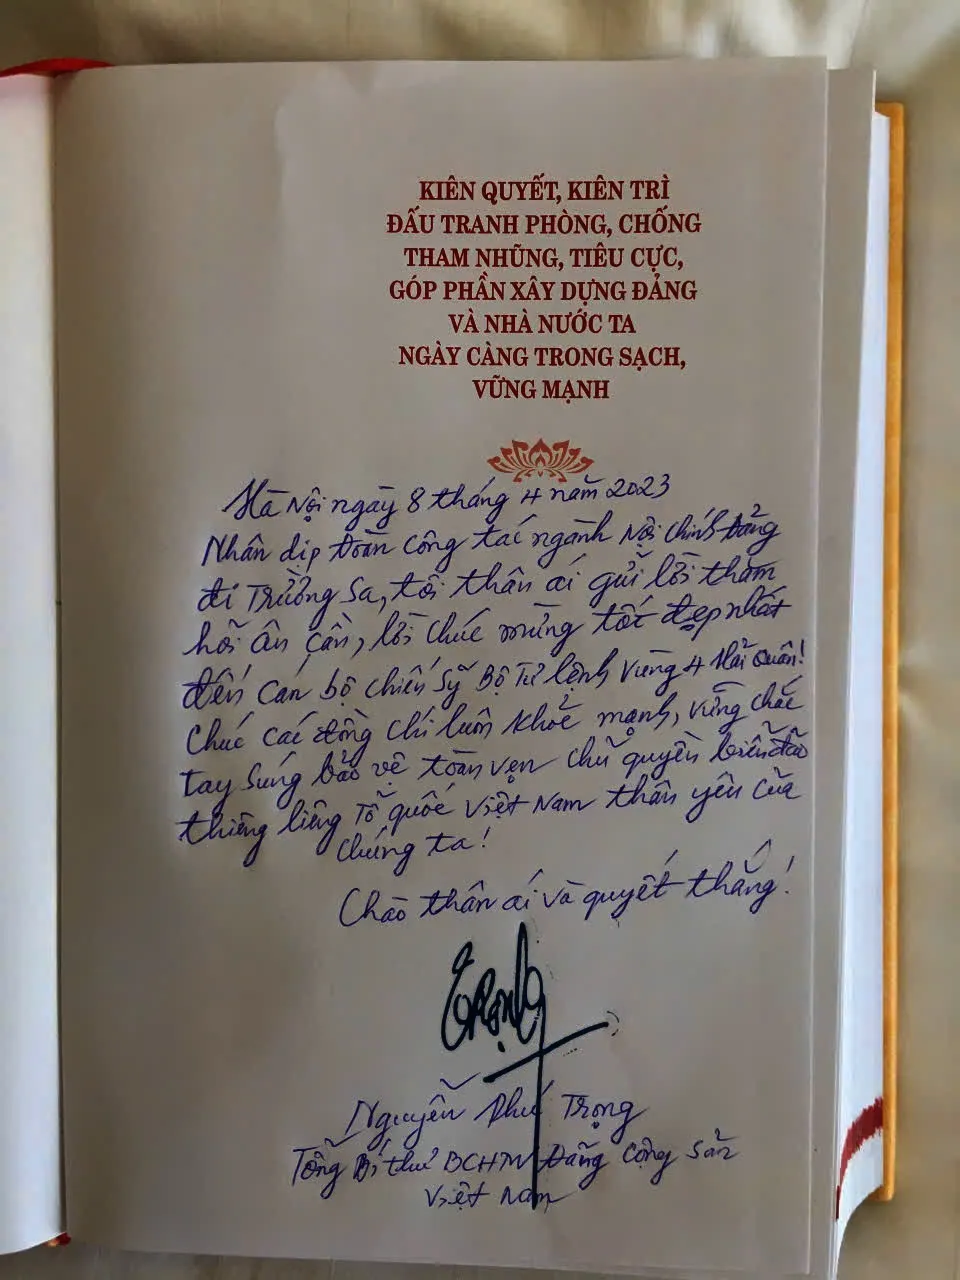 KIÊN QUYẾT, KIÊN TRÌ
ĐẤU TRANH PHÒNG, CHỐNG
THAM NHŨNG, TIÊU CỰC,
GÓP PHẦN XÂY DỰNG ĐẢNG
VÀ NHÀ NƯỚC TA
NGÀY CÀNG TRONG SẠCH,
VỮNG MẠNH
Hà Nội ngày 8 tháng 4 năm 2023
Nhân dịp Đoàn công tác ngành Nội chính Đảng
đi Trường Sa, tôi thân ái gửi lời thăm
hỏi ân cần, lời chúc mừng tốt đẹp nhất
đến cán bộ chiến sỹ Bộ Tư lệnh Vùng 4 Hải Quân!
Chúc các đồng chí luôn khoẻ mạnh, vững chắc
tay súng bảo vệ toàn vẹn chủ quyền biển đảo
thiêng liêng Tổ quốc Việt Nam thân yêu của
chúng ta!
Chào thân ái và quyết thắng!
Trọng
Nguyễn Phú Trọng
Tổng Bí thư BCHTW Đảng Cộng Sản
Việt Nam